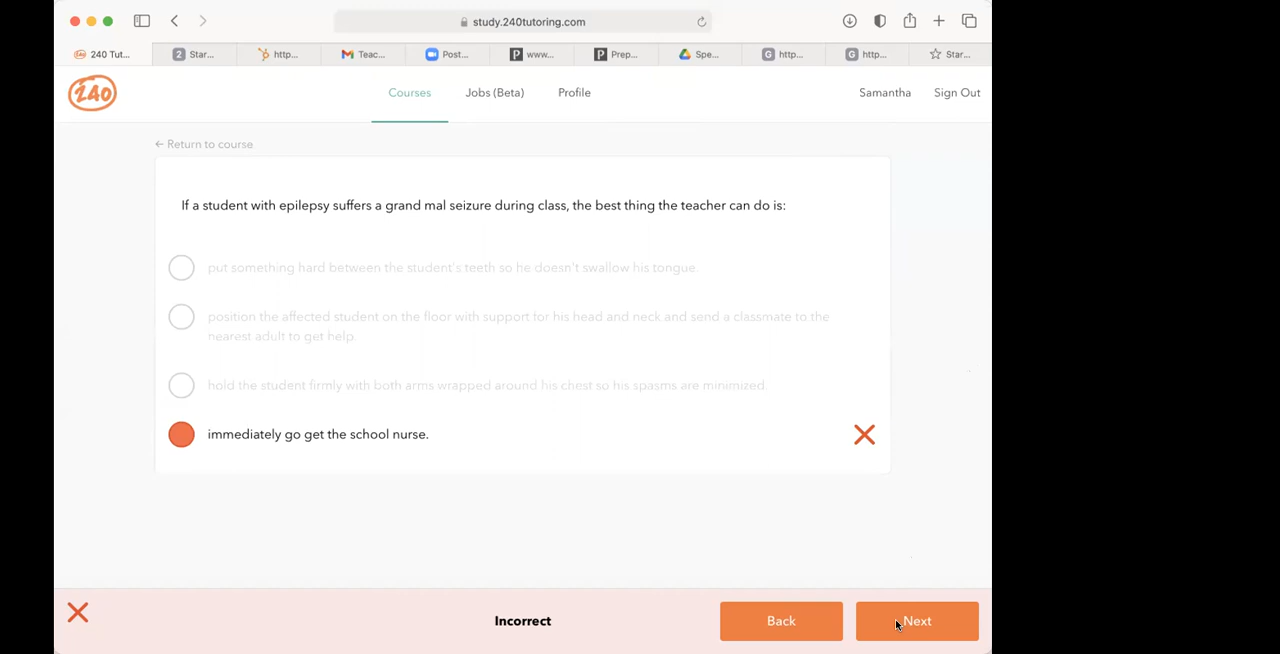 study.240tutoring.com
240 Tut...
2 Star...
http...
Teac...
Post...
www...
Prep...
Spe...
G http...
G http...
Star...
240
Courses
Jobs (Beta)
Profile
Samantha
Sign Out
← Return to course
If a student with epilepsy suffers a grand mal seizure during class, the best thing the teacher can do is:
put something hard between the student's teeth so he doesn't swallow his tongue.
position the affected student on the floor with support for his head and neck and send a classmate to the
nearest adult to get help.
hold the student firmly with both arms wrapped around his chest so his spasms are minimized.
immediately go get the school nurse.
Incorrect
Back
Next